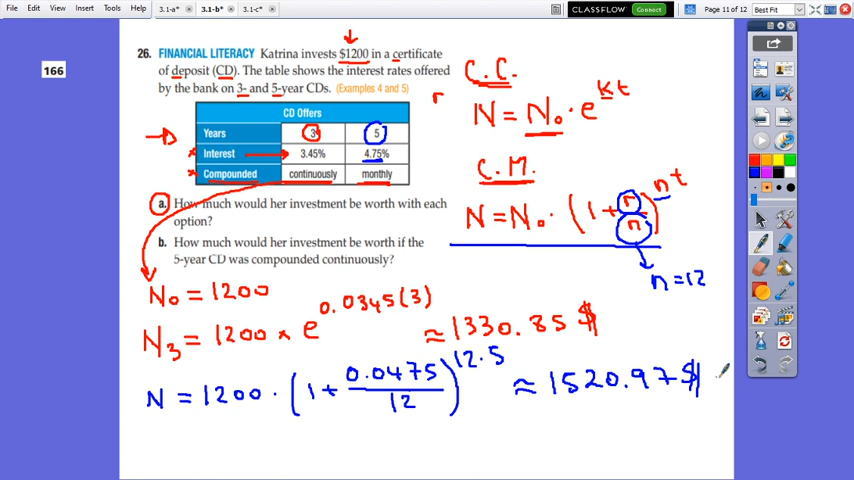 File View Insert Tools Help
3.1-a* 3.1-b* 3.1-c*
CLASSFLOW Connect
Page 11 of 12 Best Fit
166
26. FINANCIAL LITERACY Katrina invests $1200 in a certificate
of deposit (CD). The table shows the interest rates offered
by the bank on 3- and 5-year CDs. (Examples 4 and 5)
CD Offers
Years 3 5
Interest 3.45% 4.75%
Compounded continuously monthly
a. How much would her investment be worth with each
option?
b. How much would her investment be worth if the
5-year CD was compounded continuously?
r
C.C.
N = N₀ · e^kt
C.M.
N = N₀ · (1 + r/n)^nt
n = 12
N₀ = 1200
N₃ = 1200 × e^0.0345(3) ≈ 1330.85 $
N = 1200 · (1 + 0.0475/12)^12.5 ≈ 1520.97 $